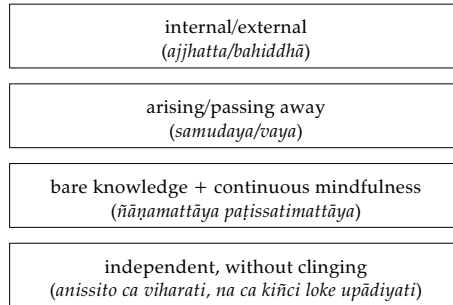 internal/external
(ajjhatta/bahiddhā)
arising/passing away
(samudaya/vaya)
bare knowledge + continuous mindfulness
(ñāṇamattāya paṭissatimattāya)
independent, without clinging
(anissito ca viharati, na ca kiñci loke upādiyati)